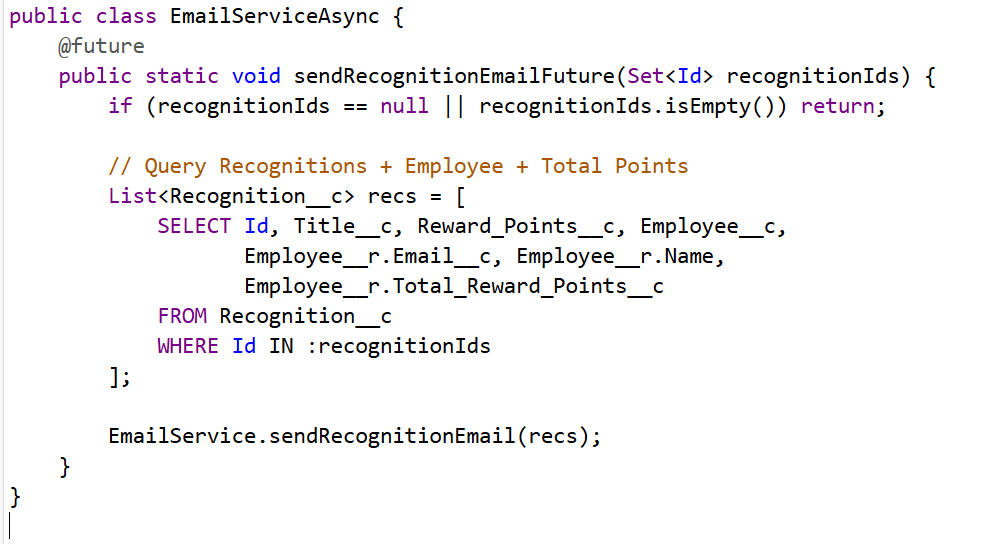 public class EmailServiceAsync {
    @future
    public static void sendRecognitionEmailFuture(Set<Id> recognitionIds) {
        if (recognitionIds == null || recognitionIds.isEmpty()) return;
        // Query Recognitions + Employee + Total Points
        List<Recognition__c> recs = [
            SELECT Id, Title__c, Reward_Points__c, Employee__c,
                   Employee__r.Email__c, Employee__r.Name,
                   Employee__r.Total_Reward_Points__c
            FROM Recognition__c
            WHERE Id IN :recognitionIds
        ];
        EmailService.sendRecognitionEmail(recs);
    }
}